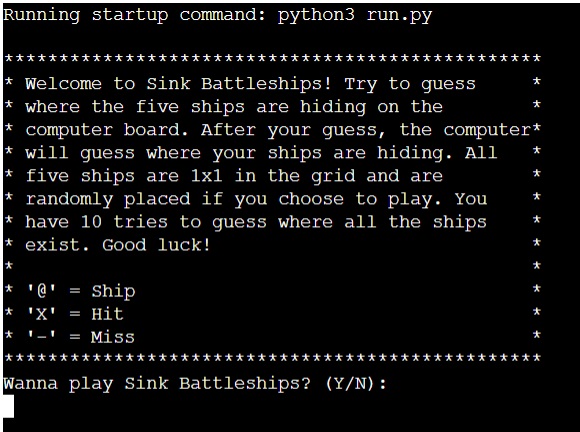 Running startup command: python3 run.py
*************************************************
* Welcome to Sink Battleships! Try to guess     *
* where the five ships are hiding on the        *
* computer board. After your guess, the computer*
* will guess where your ships are hiding. All   *
* five ships are 1x1 in the grid and are        *
* randomly placed if you choose to play. You    *
* have 10 tries to guess where all the ships    *
* exist. Good luck!                             *
*                                               *
* '@' = Ship                                    *
* 'X' = Hit                                     *
* '-' = Miss                                    *
*************************************************
Wanna play Sink Battleships? (Y/N):